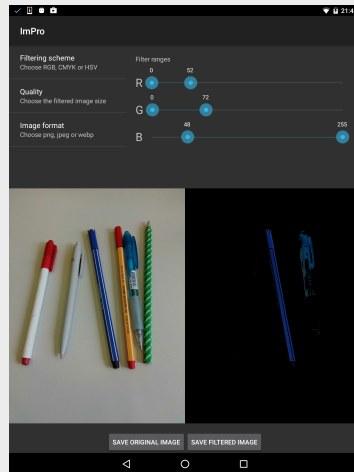 21:4
ImPro
Filtering scheme
Choose RGB, CMYK or HSV
Quality
Choose the filtered image size
Image format
Choose png, jpeg or webp
Filter ranges
0 52
R
0 72
G
48 255
B
SAVE ORIGINAL IMAGE SAVE FILTERED IMAGE